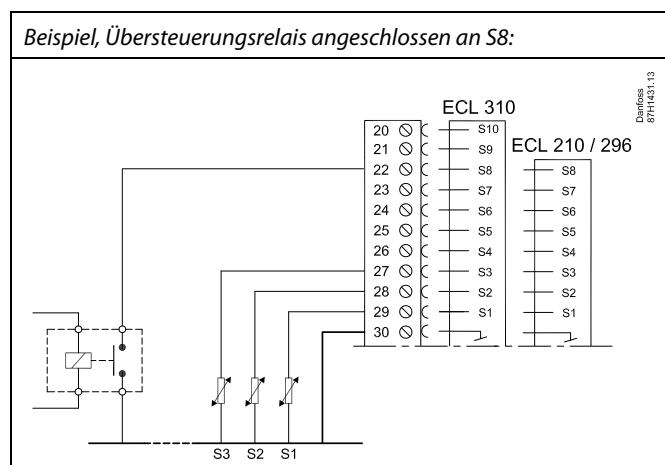 Beispiel, Übersteuerungsrelais angeschlossen an S8:
Danfoss
87H1431.13
ECL 310
ECL 210 / 296
20 S10
21 S9
22 S8 S8
23 S7 S7
24 S6 S6
25 S5 S5
26 S4 S4
27 S3 S3
28 S2 S2
29 S1 S1
30
S3 S2 S1